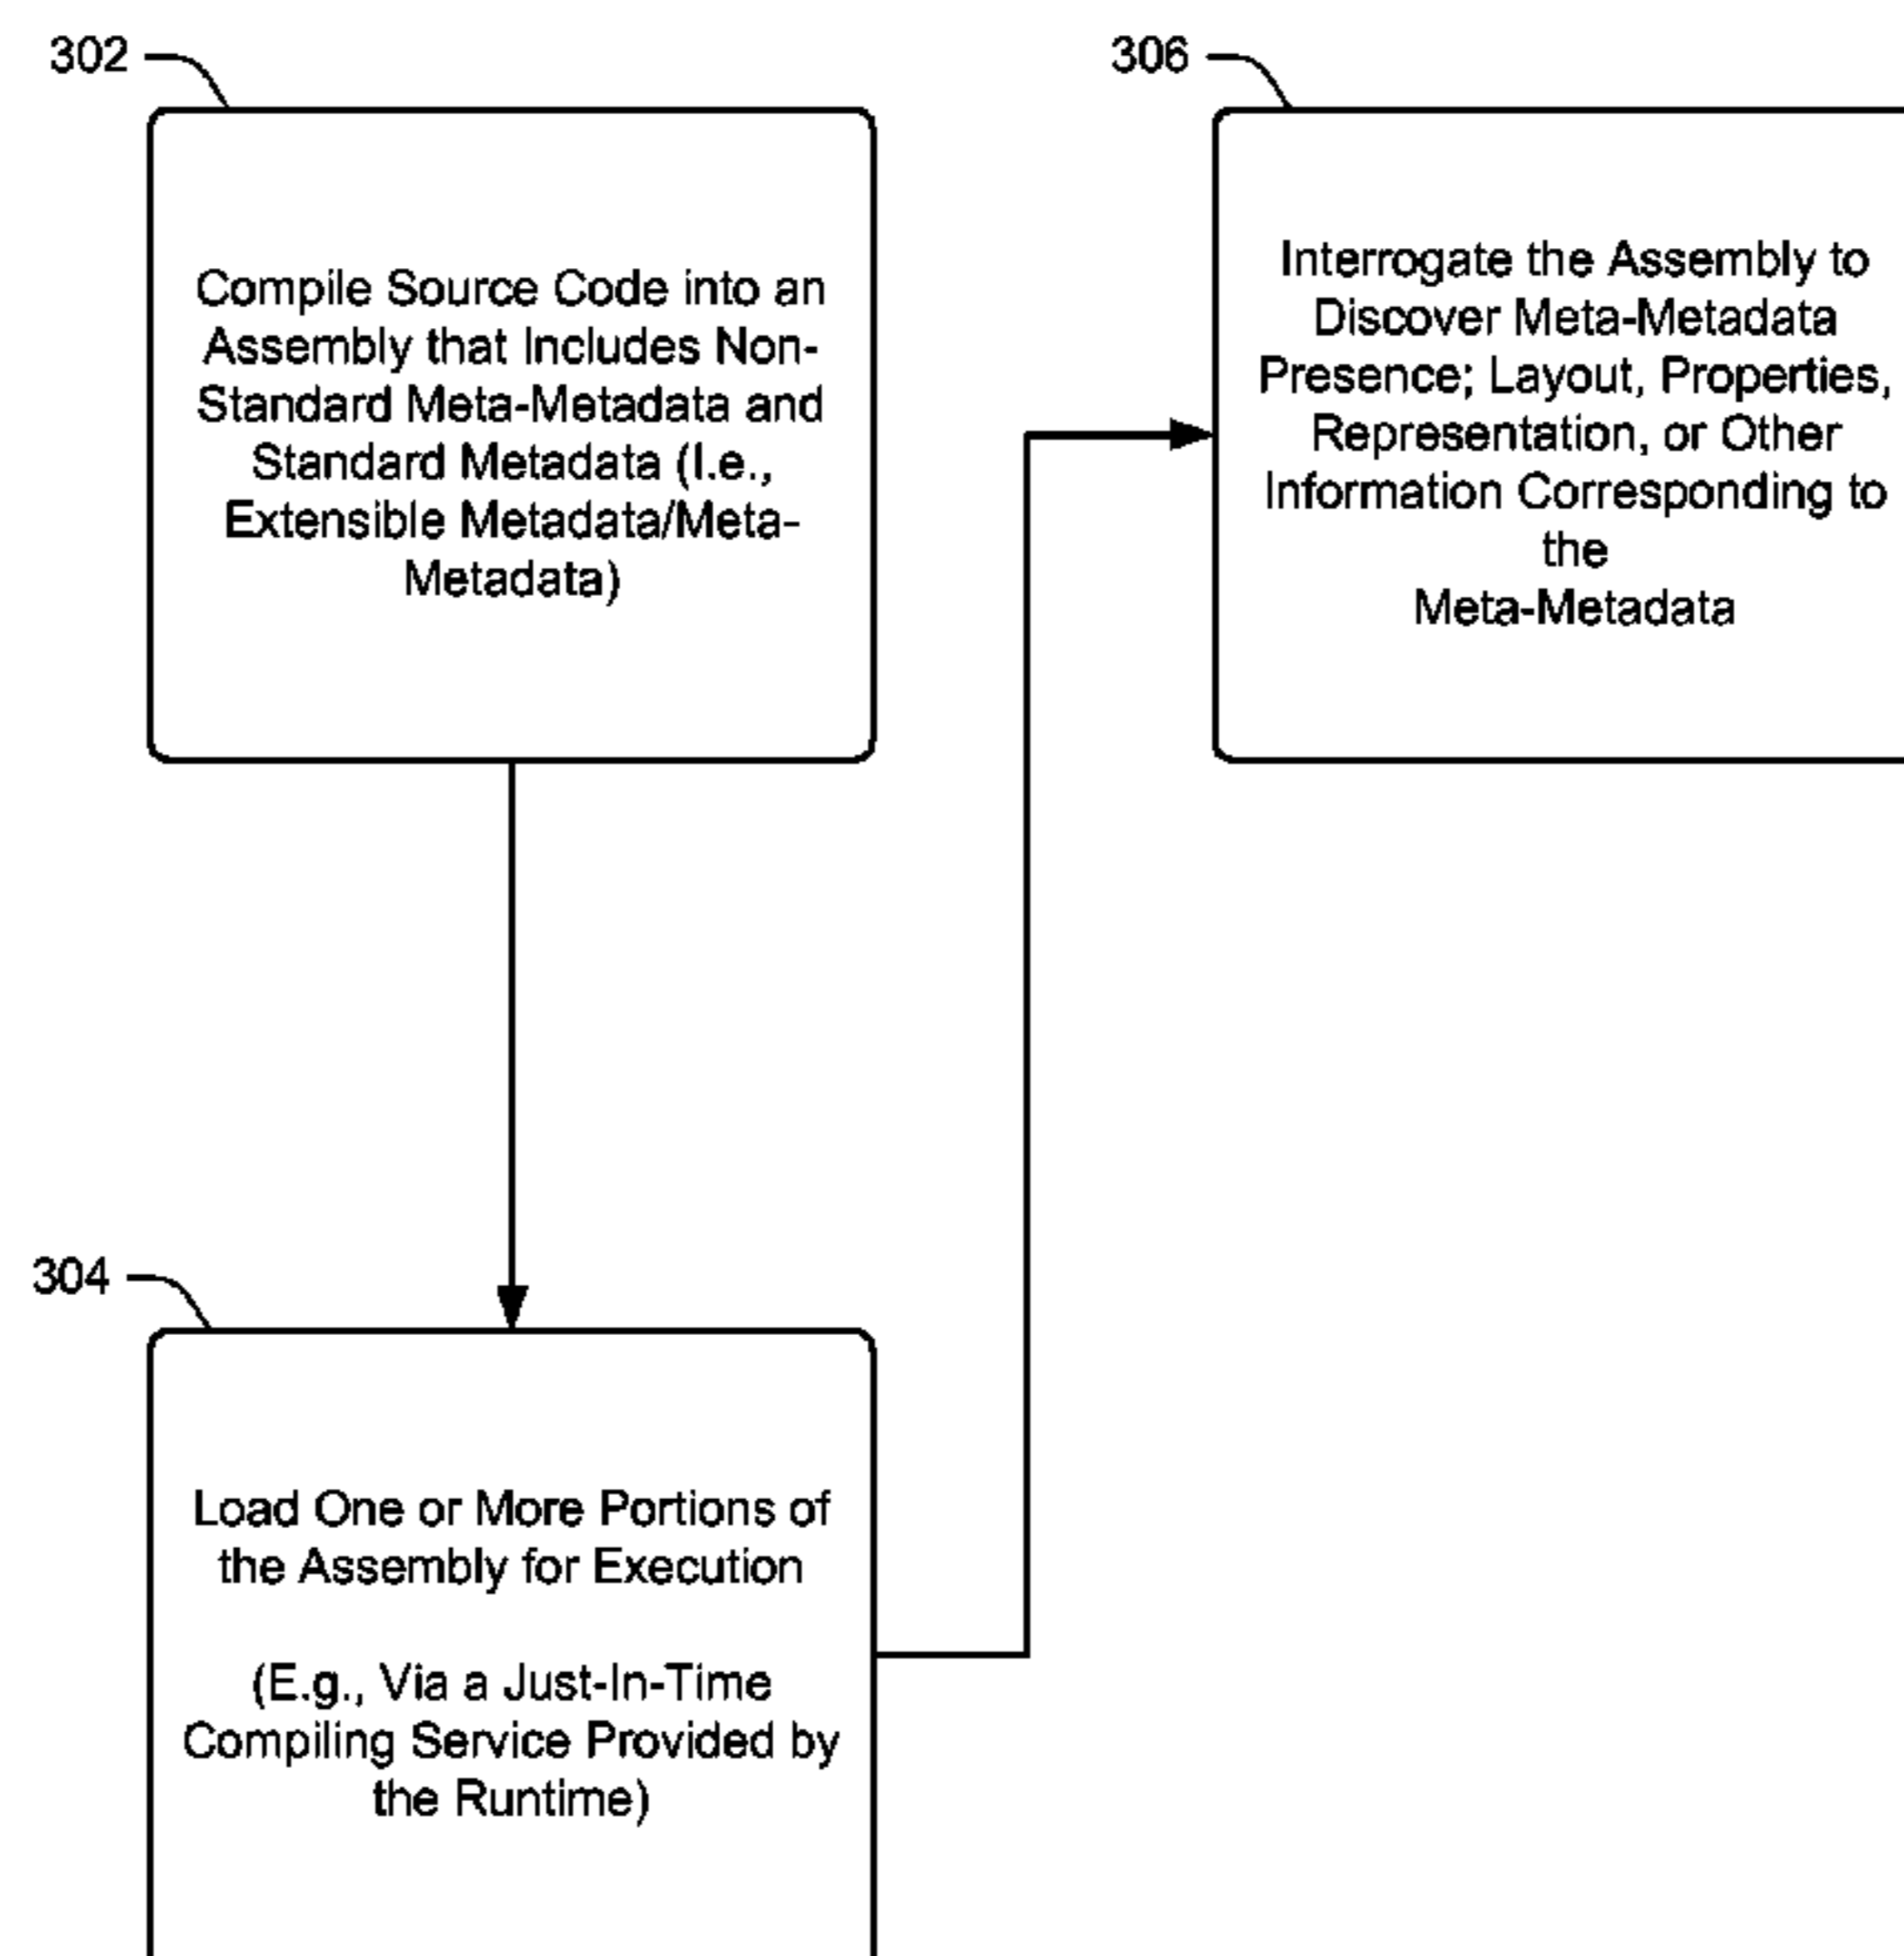 302
Compile Source Code into an
Assembly that Includes Non-
Standard Meta-Metadata and
Standard Metadata (I.e.,
Extensible Metadata/Meta-
Metadata)
304
Load One or More Portions of
the Assembly for Execution
(E.g., Via a Just-In-Time
Compiling Service Provided by
the Runtime)
306
Interrogate the Assembly to
Discover Meta-Metadata
Presence; Layout, Properties,
Representation, or Other
Information Corresponding to
the
Meta-Metadata